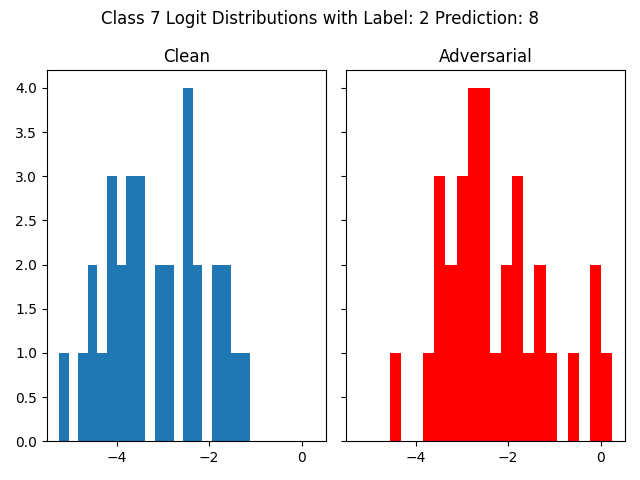 Class 7 Logit Distributions with Label: 2 Prediction: 8
Clean
Adversarial
4.0
3.5
3.0
2.5
2.0
1.5
1.0
0.5
0.0
−4 −2 0
−4 −2 0